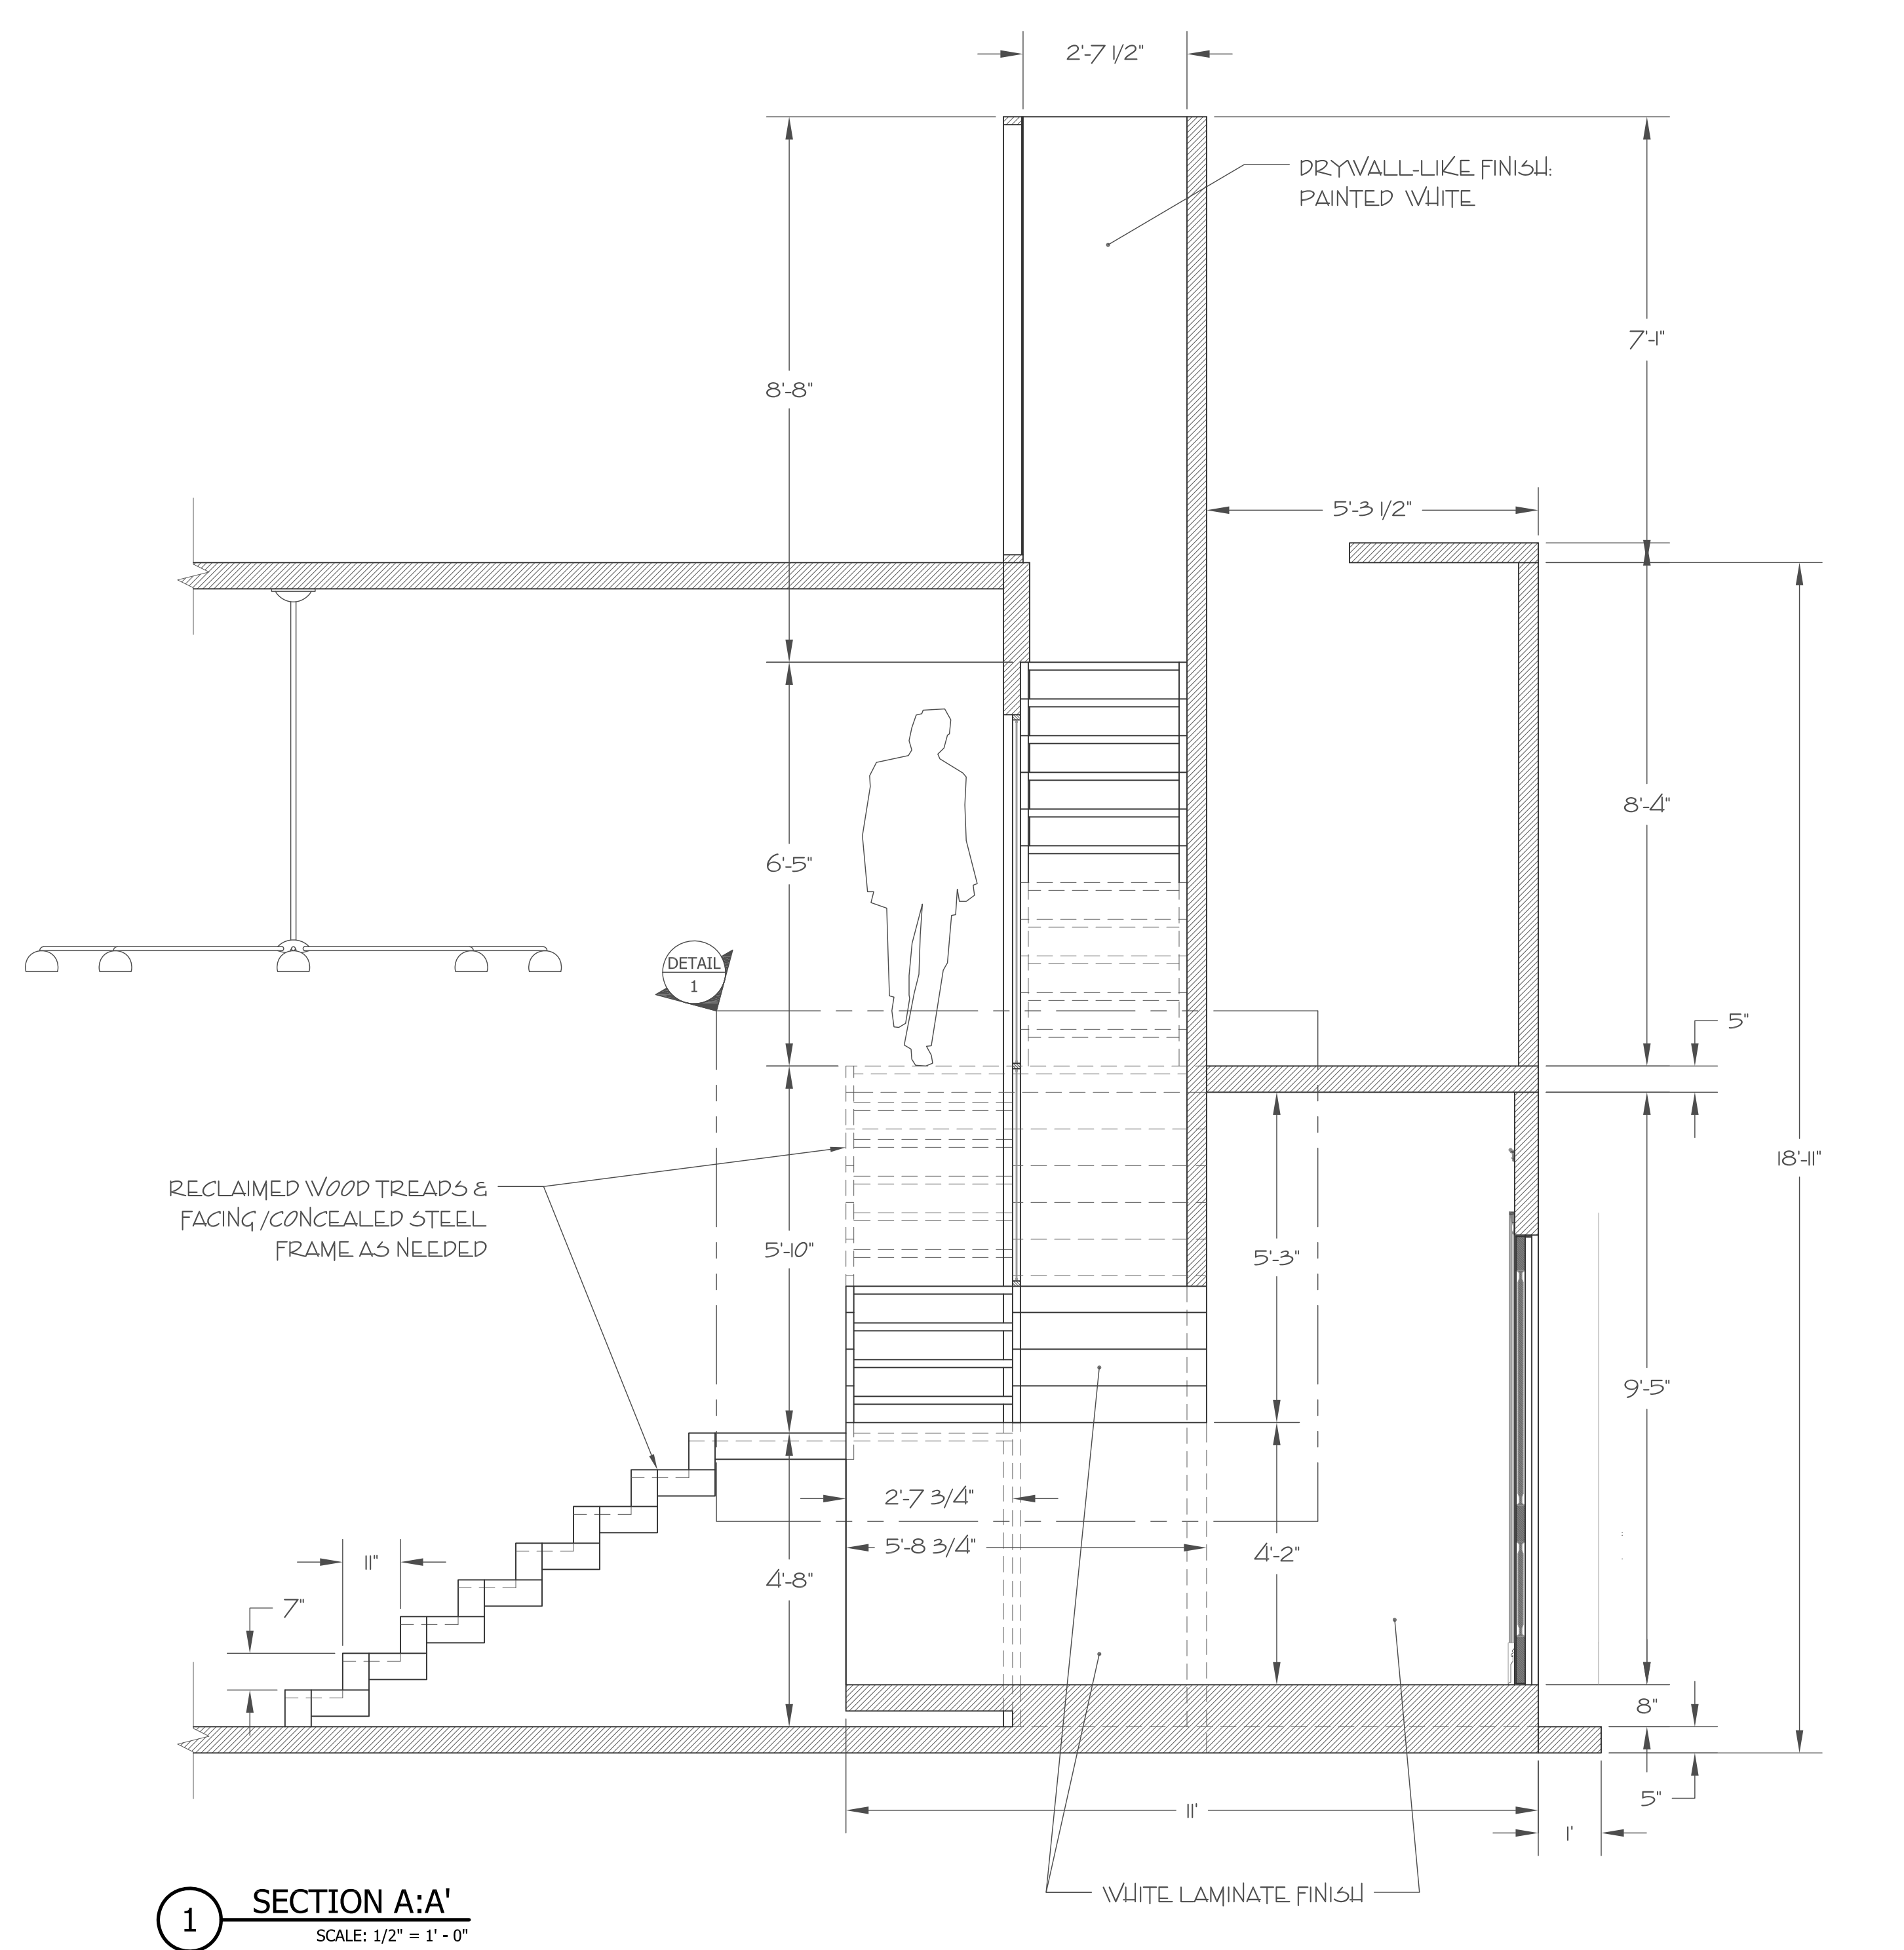 2'-7 1/2"
DRYWALL-LIKE FINISH:
PAINTED WHITE
7'-1"
8'-8"
5'-3 1/2"
8'-4"
6'-5"
DETAIL
1
5"
18'-11"
RECLAIMED WOOD TREADS &
FACING /CONCEALED STEEL
FRAME AS NEEDED
5'-10"
5'-3"
9'-5"
2'-7 3/4"
5'-8 3/4"
4'-2"
11"
4'-8"
7"
8"
5"
11'
1'
WHITE LAMINATE FINISH
1
SECTION A:A'
SCALE: 1/2" = 1' - 0"